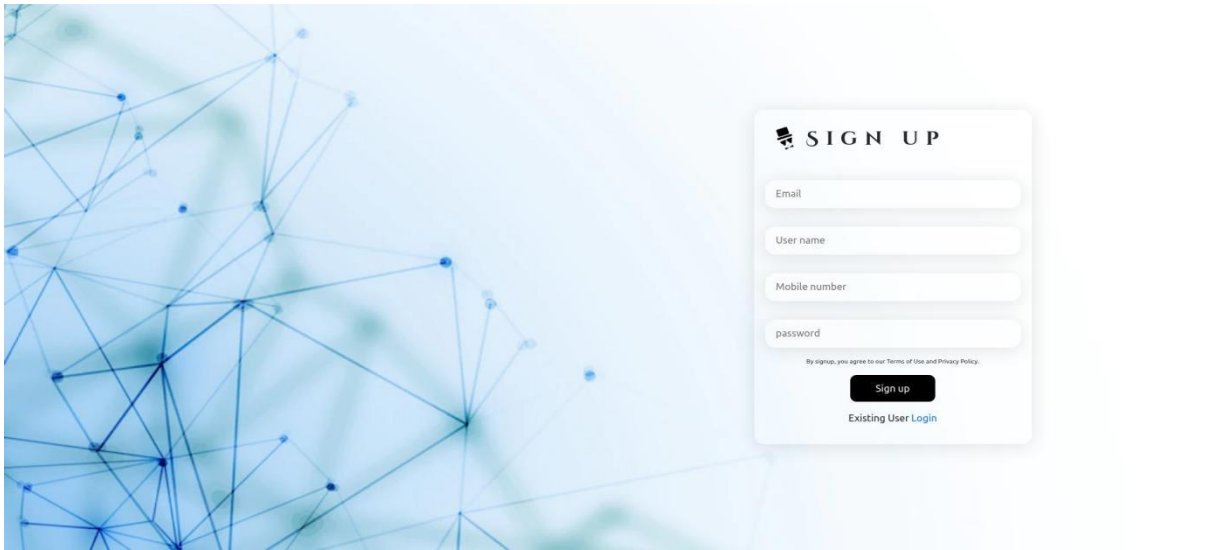 SIGN UP
Email
User name
Mobile number
password
By signup, you agree to our Terms of Use and Privacy Policy.
Sign up
Existing User Login